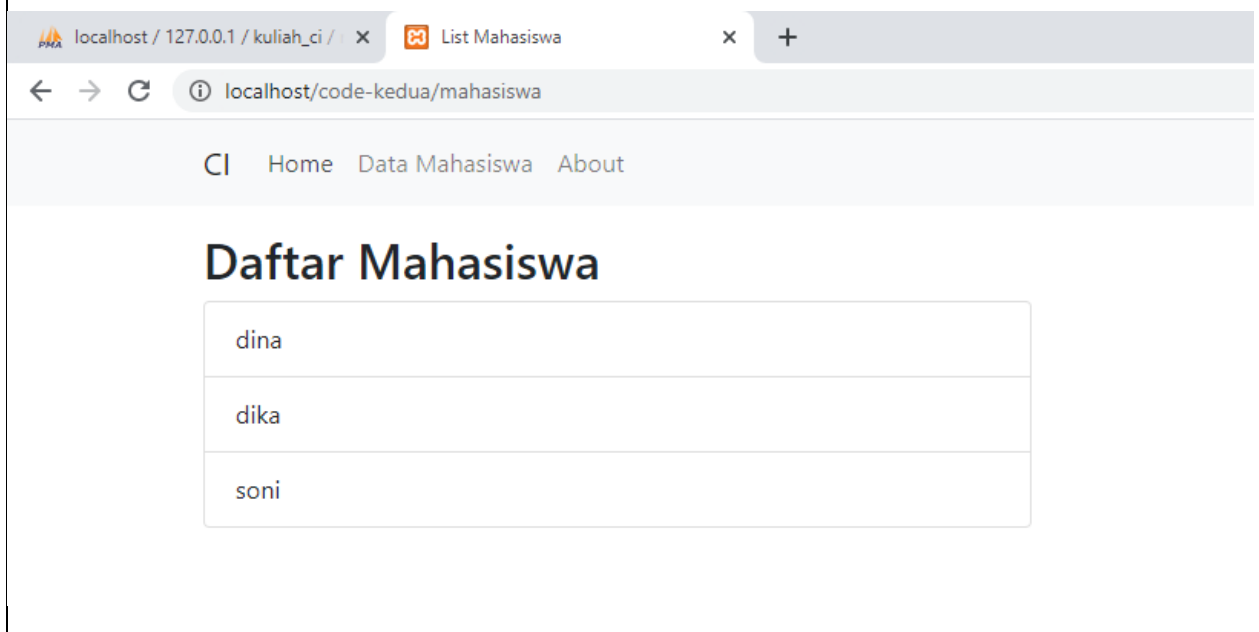 PMA localhost / 127.0.0.1 / kuliah_ci /
List Mahasiswa
localhost/code-kedua/mahasiswa
CI Home Data Mahasiswa About
Daftar Mahasiswa
dina
dika
soni